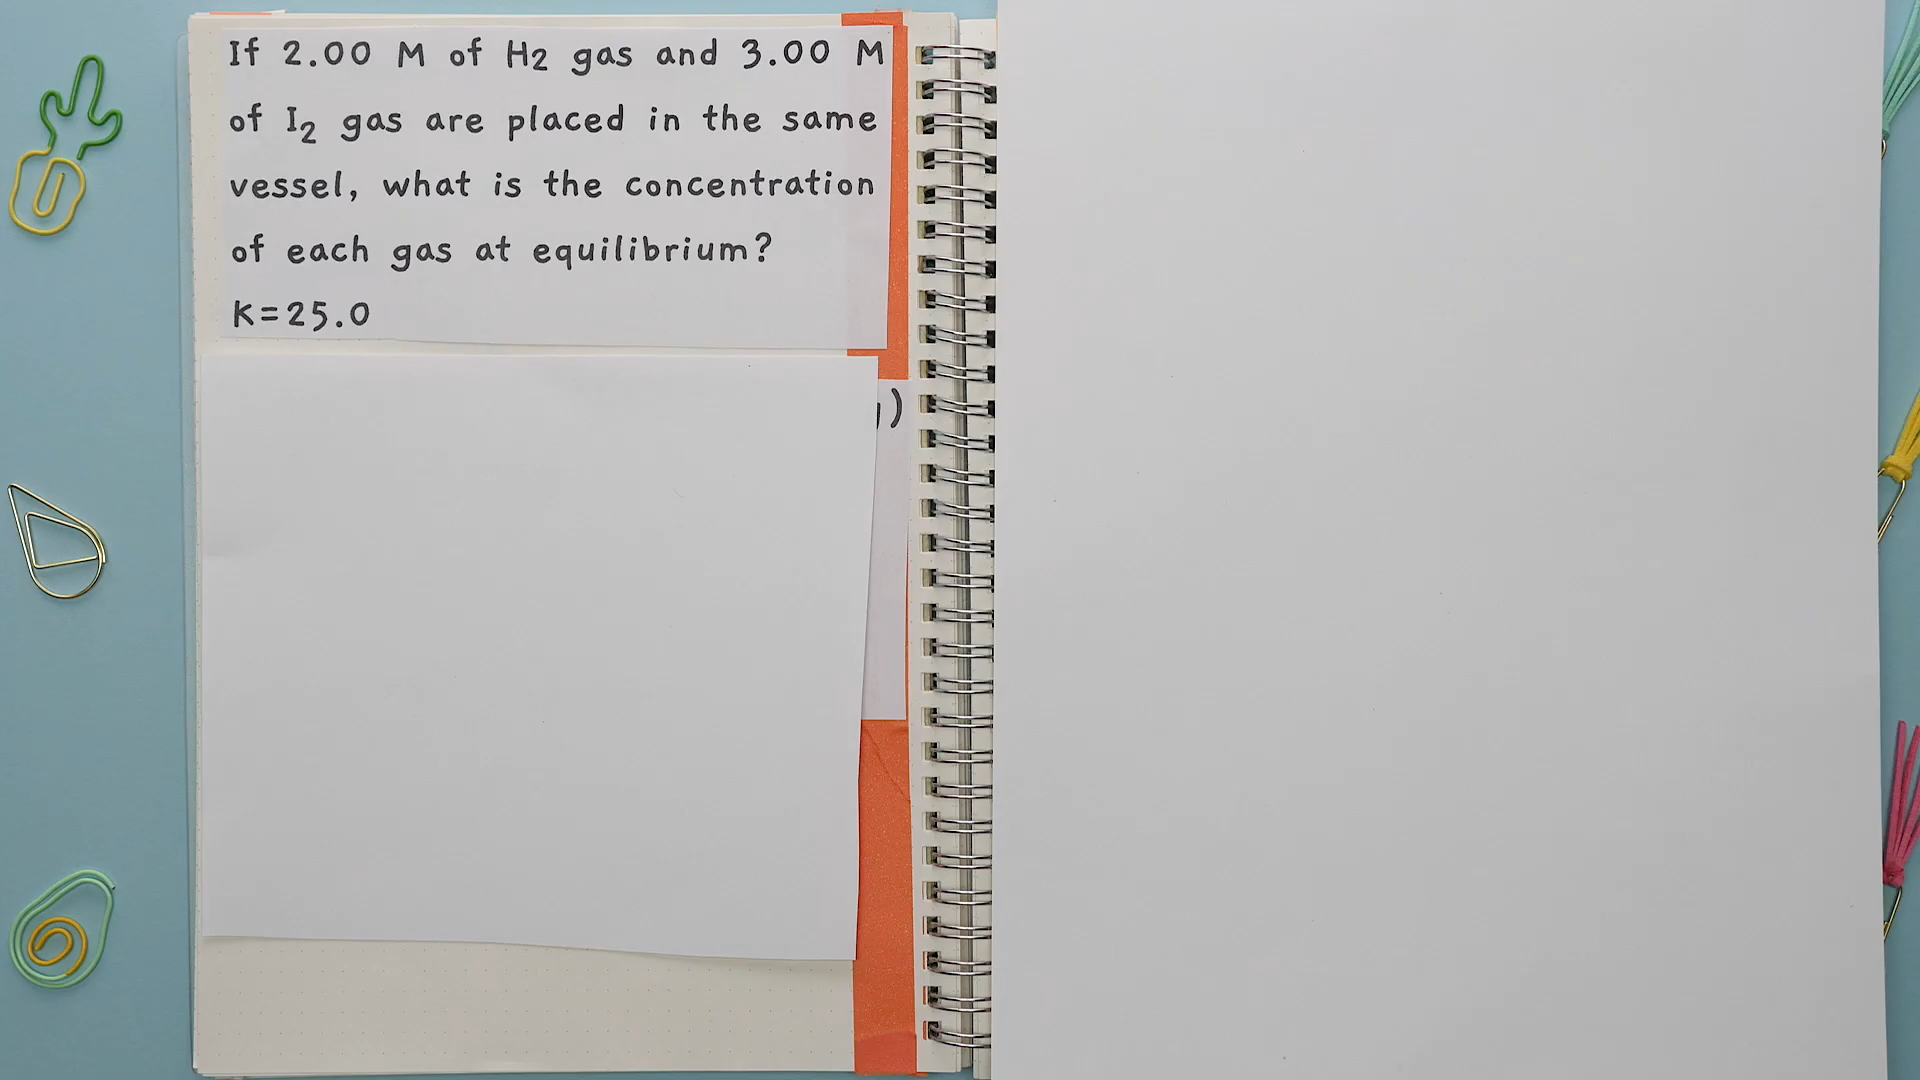 If 2.00 M of H2 gas and 3.00 M
of I2 gas are placed in the same
vessel, what is the concentration
of each gas at equilibrium?
K=25.0
)